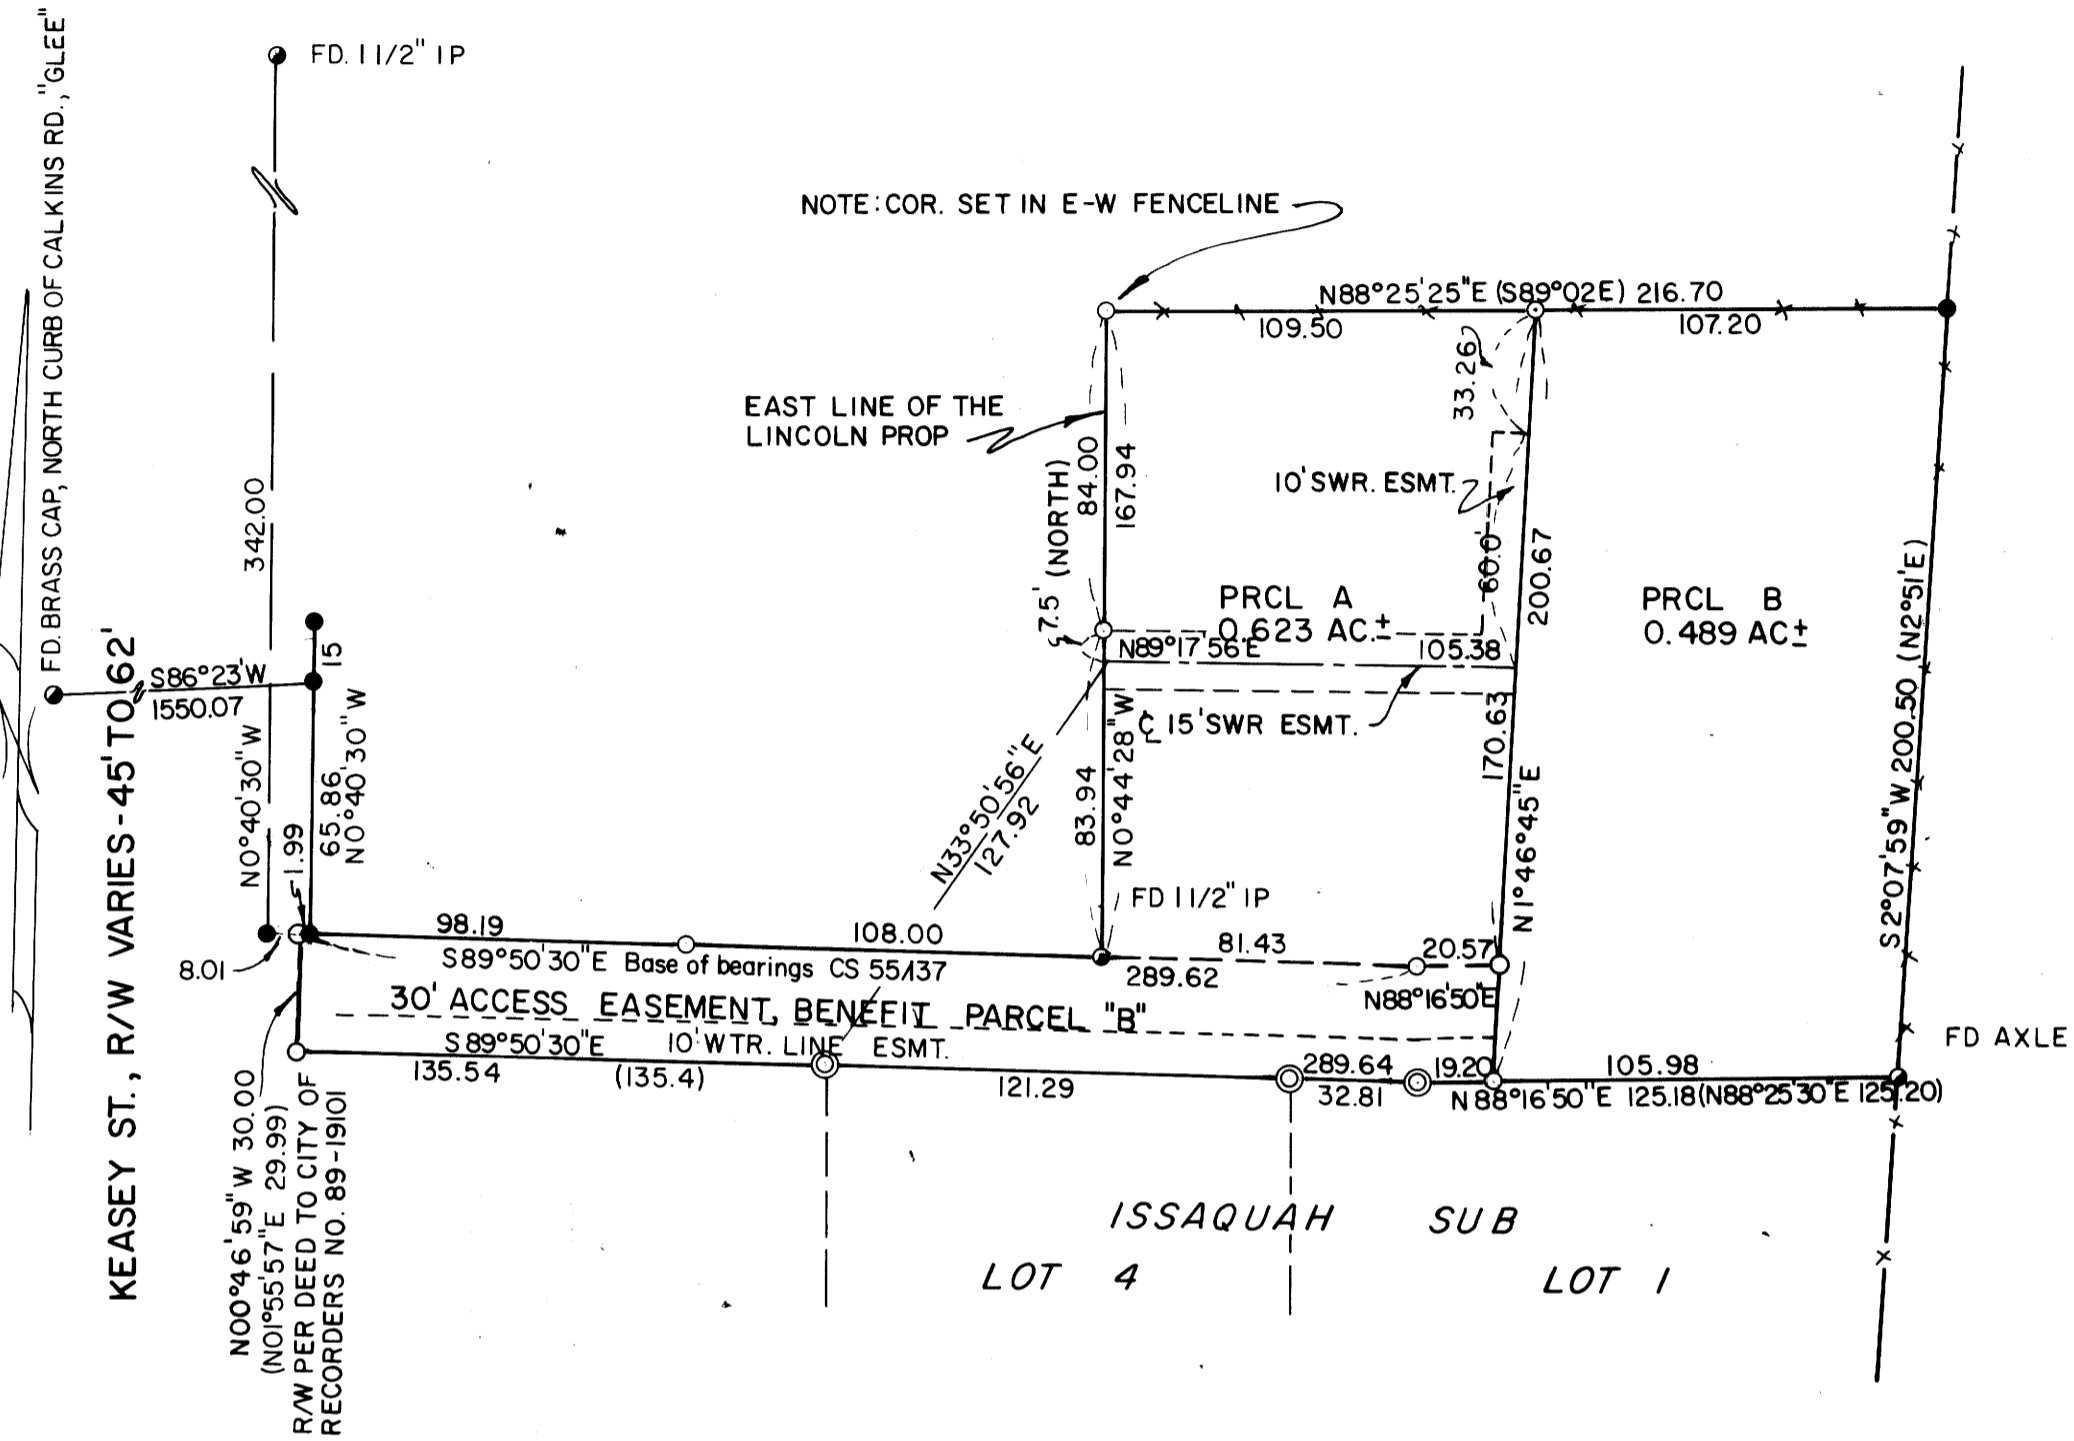 FD. 1 1/2" IP
FD. BRASS CAP, NORTH CURB OF CALKINS RD., "GLEE"
KEASEY ST., R/W VARIES-45' TO 62'
342.00
S86°23'W
1550.07
15
N0°40'30"W
1.99
65.86
N0°40'30"W
8.01
N00°46'59"W 30.00
(N01°55'57"E 29.99)
R/W PER DEED TO CITY OF
RECORDERS NO. 89-19101
NOTE: COR. SET IN E-W FENCELINE
N88°25'25"E (S89°02E) 216.70
109.50
107.20
33.26
EAST LINE OF THE
LINCOLN PROP
7.5' (NORTH)
84.00
167.94
10' SWR. ESMT.
60.0'
200.67
PRCL A
0.623 AC.±
PRCL B
0.489 AC±
N89°17'56E
105.38
℄ 15' SWR ESMT.
83.94
N0°44'28"W
170.63
N1°46'45"E
S2°07'59"W 200.50 (N2°51'E)
N33°50'56"E
127.92
FD 1 1/2" IP
98.19
108.00
81.43
20.57
S89°50'30"E Base of bearings CS 55137
289.62
N88°16'50"E
30' ACCESS EASEMENT, BENEFIT PARCEL "B"
S89°50'30"E 10' WTR. LINE ESMT.
135.54
(135.4)
121.29
289.64
32.81
19.20
105.98
N88°16'50"E 125.18 (N88°25'30"E 125.20)
FD AXLE
ISSAQUAH SUB
LOT 4
LOT 1